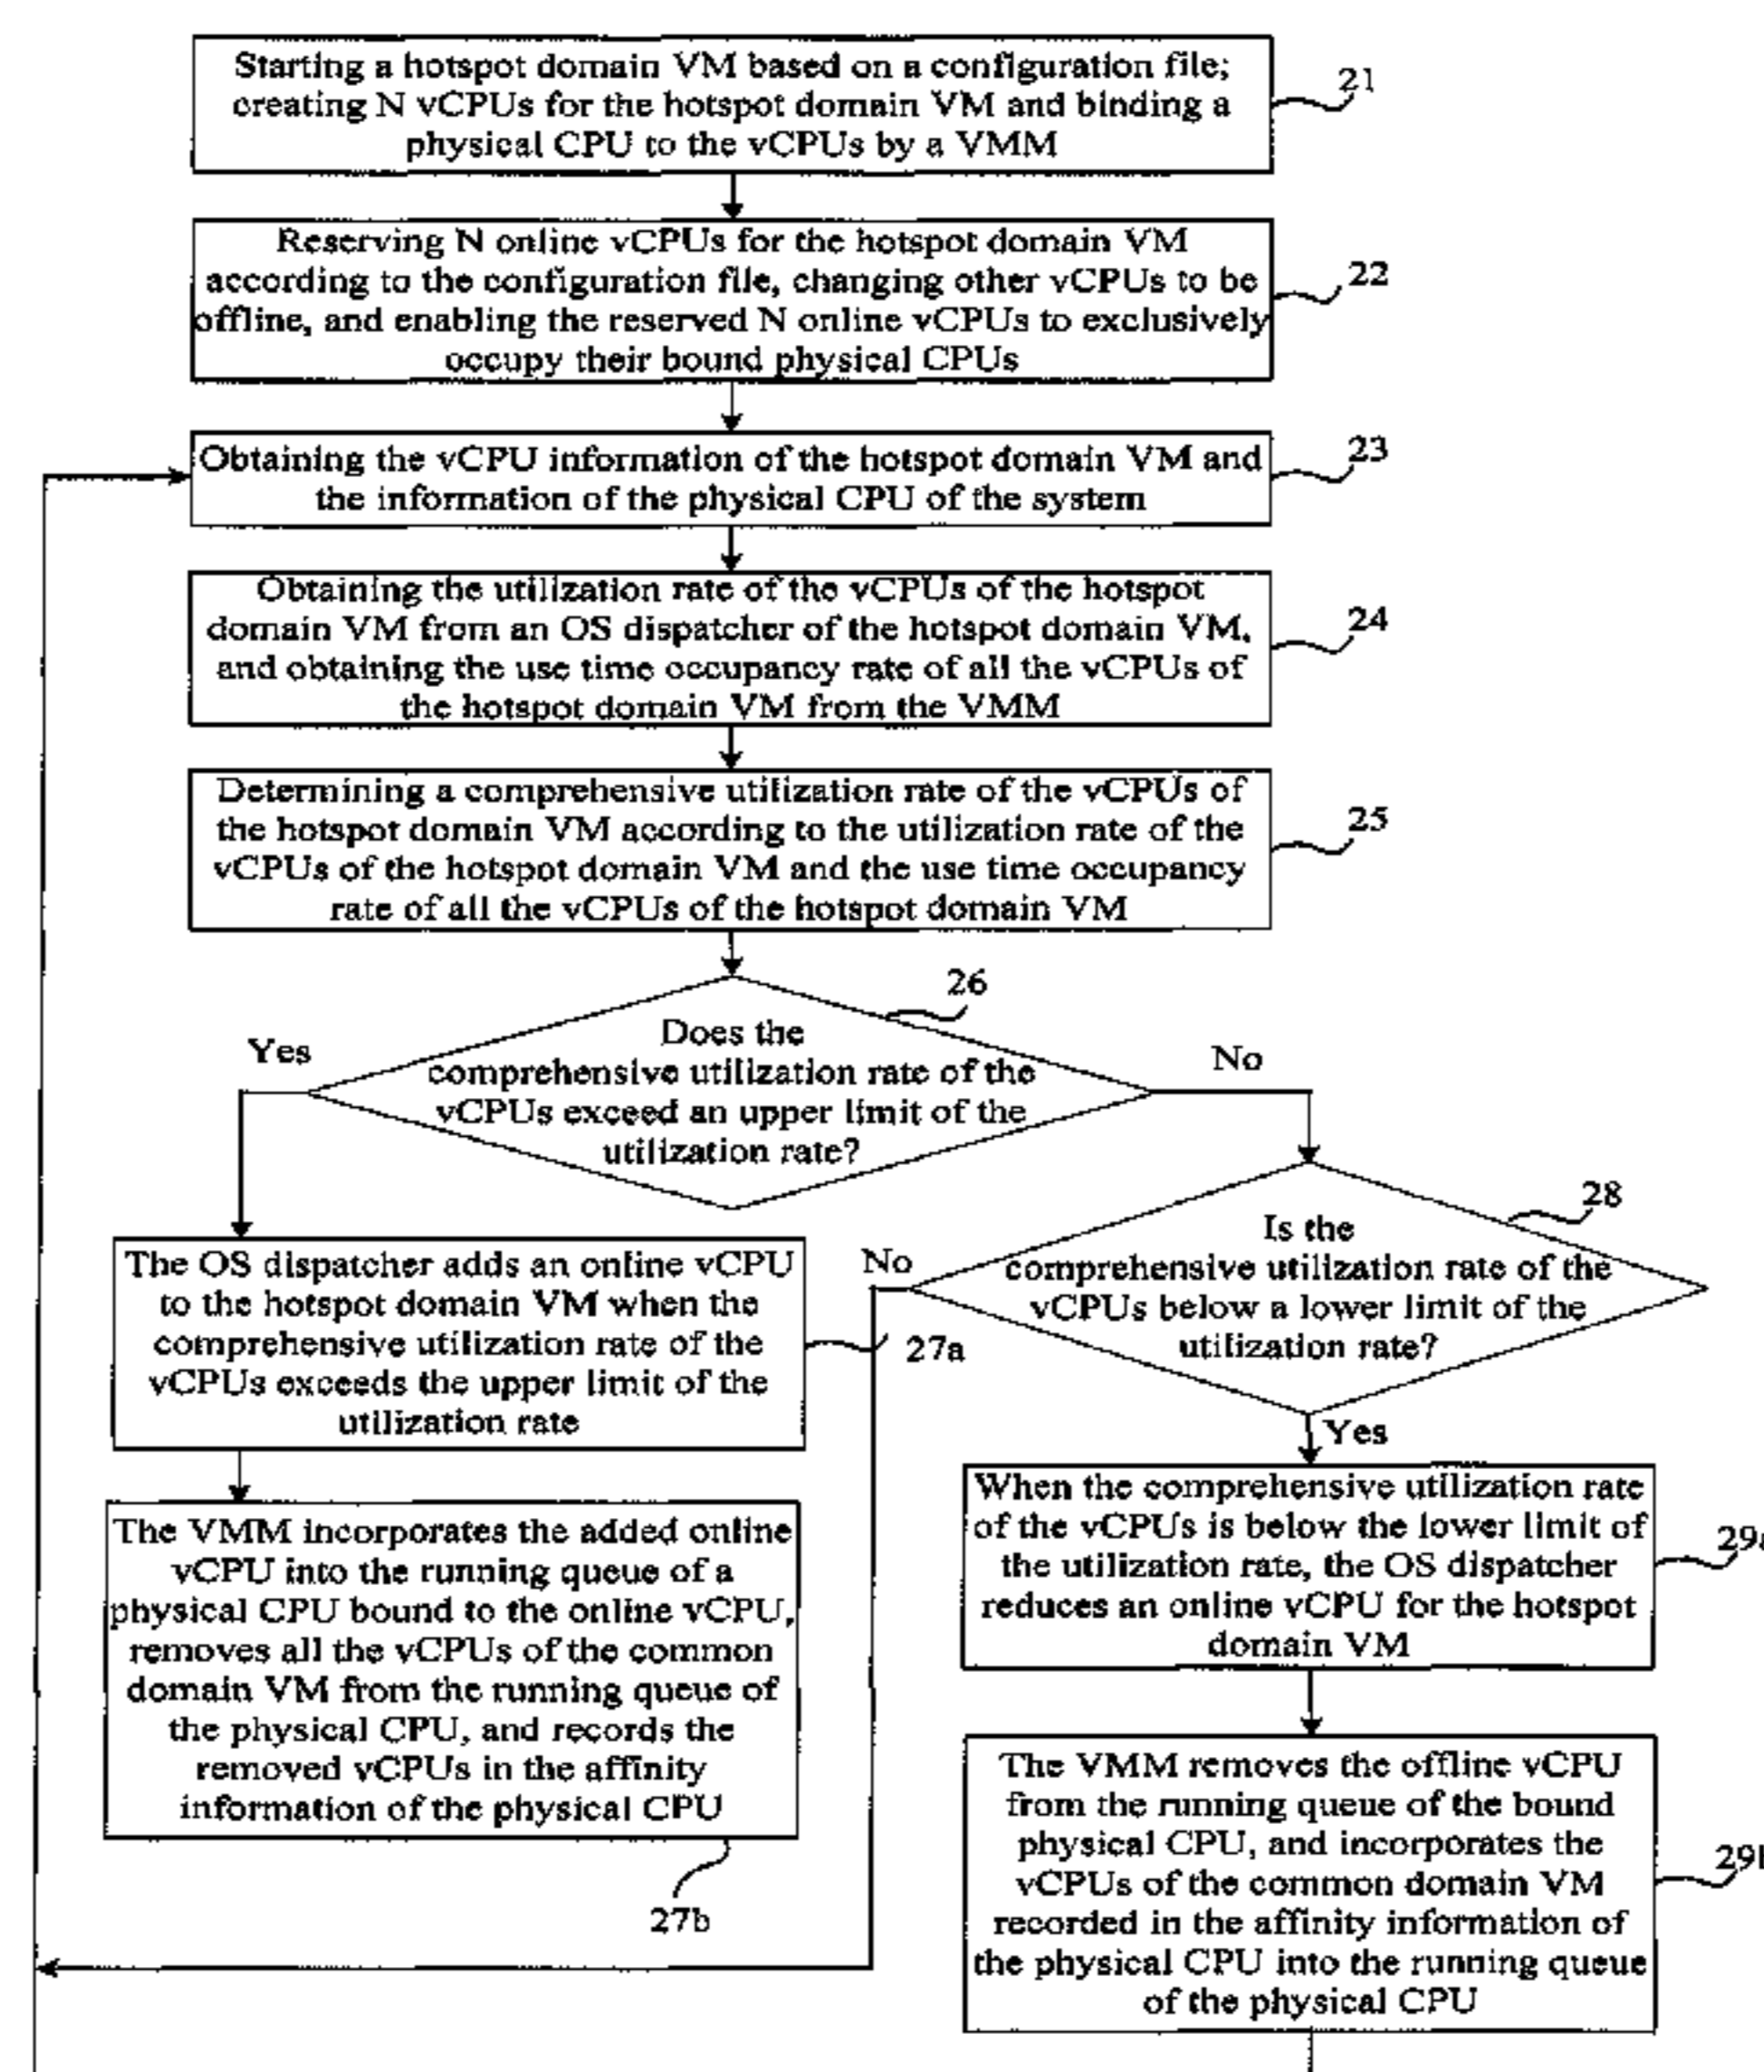 Starting a hotspot domain VM based on a configuration file;
creating N vCPUs for the hotspot domain VM and binding a
physical CPU to the vCPUs by a VMM
21
Reserving N online vCPUs for the hotspot domain VM
according to the configuration file, changing other vCPUs to be
offline, and enabling the reserved N online vCPUs to exclusively
occupy their bound physical CPUs
22
Obtaining the vCPU information of the hotspot domain VM and
the information of the physical CPU of the system
23
Obtaining the utilization rate of the vCPUs of the hotspot
domain VM from an OS dispatcher of the hotspot domain VM,
and obtaining the use time occupancy rate of all the vCPUs of
the hotspot domain VM from the VMM
24
Determining a comprehensive utilization rate of the vCPUs of
the hotspot domain VM according to the utilization rate of the
vCPUs of the hotspot domain VM and the use time occupancy
rate of all the vCPUs of the hotspot domain VM
25
26
Does the
comprehensive utilization rate of the
vCPUs exceed an upper limit of the
utilization rate?
Yes
No
28
Is the
comprehensive utilization rate of the
vCPUs below a lower limit of the
utilization rate?
No
Yes
The OS dispatcher adds an online vCPU
to the hotspot domain VM when the
comprehensive utilization rate of the
vCPUs exceeds the upper limit of the
utilization rate
27a
The VMM incorporates the added online
vCPU into the running queue of a
physical CPU bound to the online vCPU,
removes all the vCPUs of the common
domain VM from the running queue of
the physical CPU, and records the
removed vCPUs in the affinity
information of the physical CPU
27b
When the comprehensive utilization rate
of the vCPUs is below the lower limit of
the utilization rate, the OS dispatcher
reduces an online vCPU for the hotspot
domain VM
The VMM removes the offline vCPU
from the running queue of the bound
physical CPU, and incorporates the
vCPUs of the common domain VM
recorded in the affinity information of
the physical CPU into the running queue
of the physical CPU